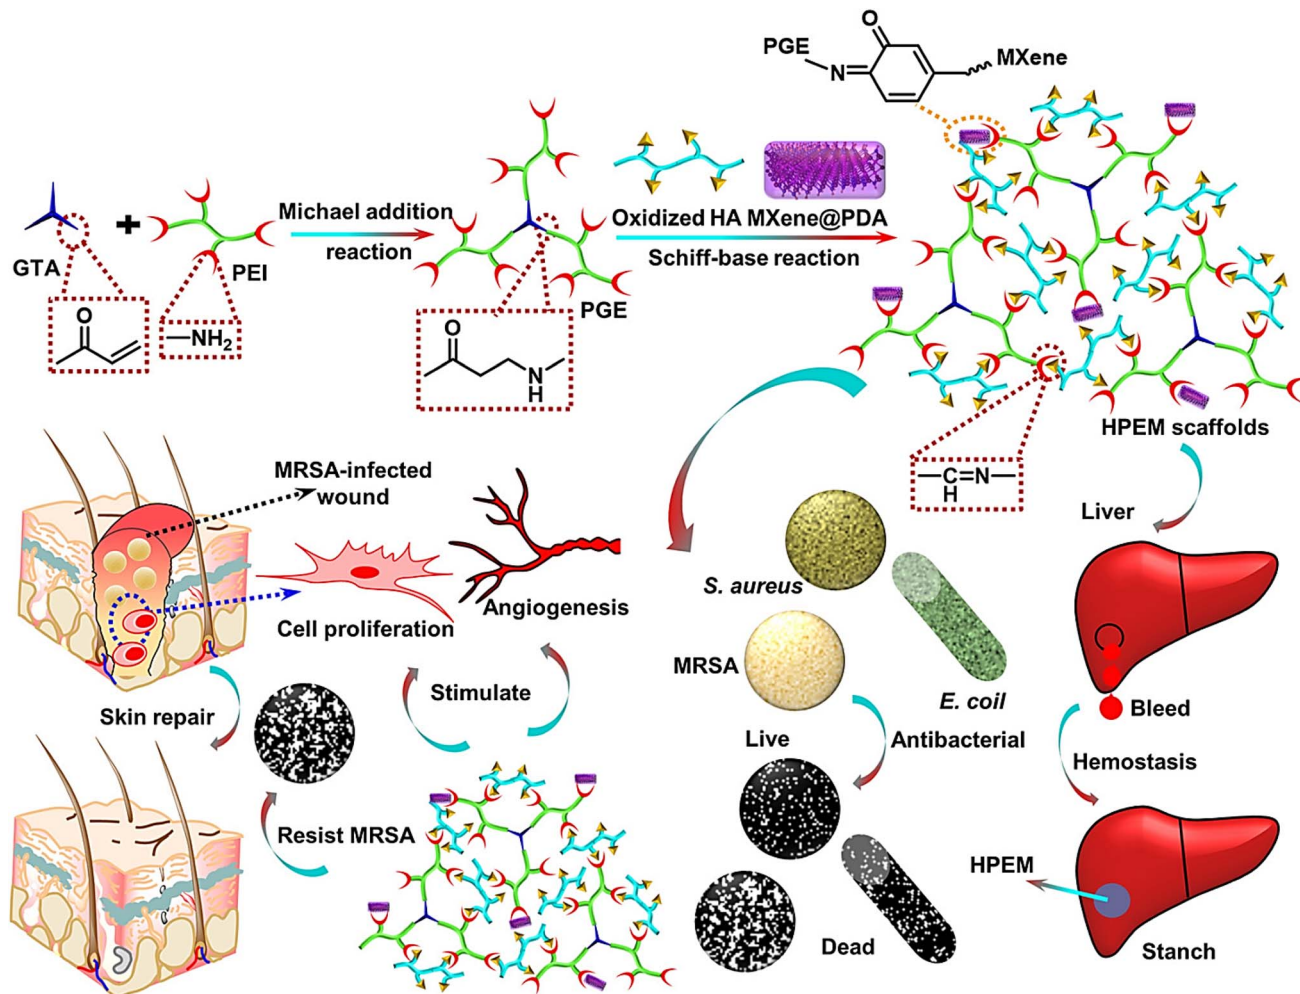 O
PGE
N
MXene
GTA
+
PEI
Michael addition
reaction
PGE
Oxidized HA MXene@PDA
Schiff-base reaction
O
NH2
O
N
H
HPEM scaffolds
C=N
H
MRSA-infected
wound
Cell proliferation
Angiogenesis
Skin repair
Stimulate
Resist MRSA
S. aureus
MRSA
E. coil
Live
Antibacterial
Dead
Liver
Bleed
Hemostasis
HPEM
Stanch